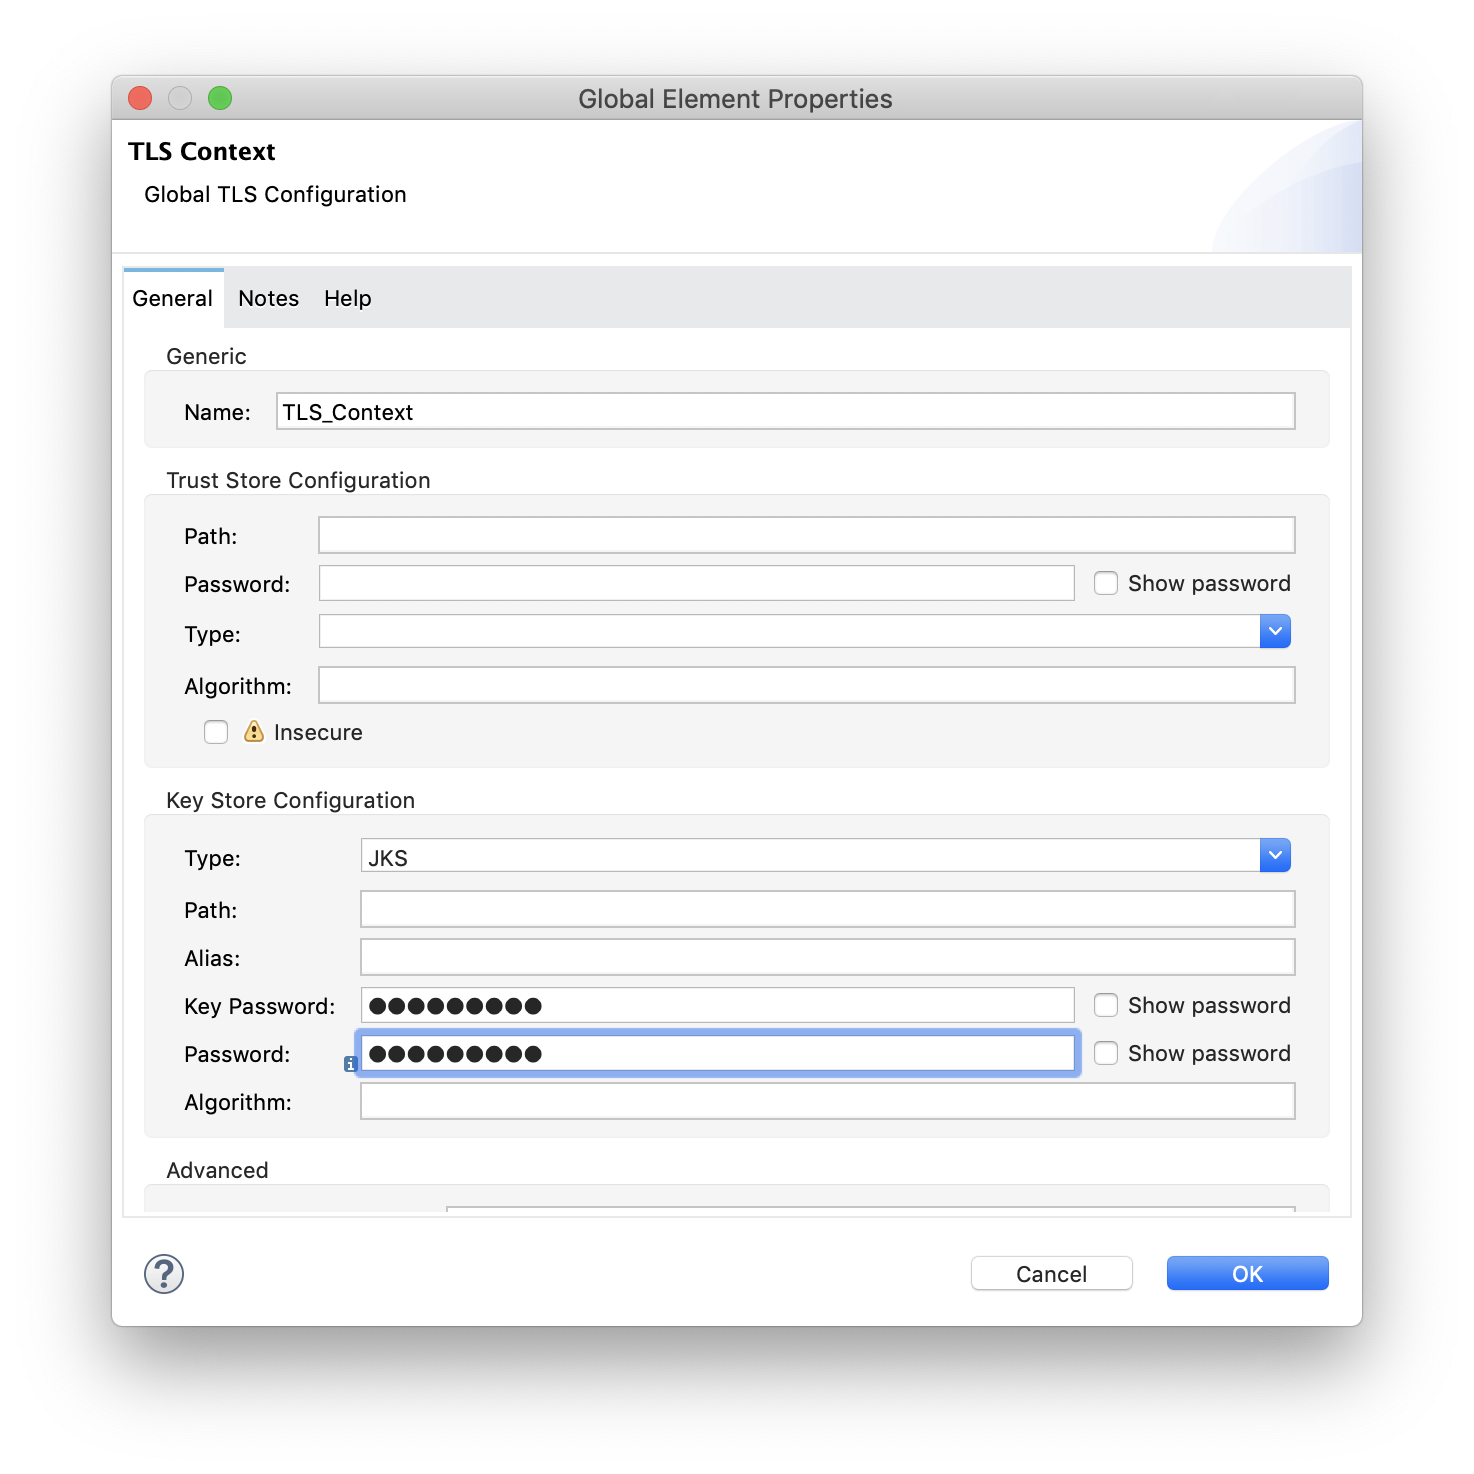 Global Element Properties
TLS Context
Global TLS Configuration
General Notes Help
Generic
Name: TLS_Context
Trust Store Configuration
Path:
Password: Show password
Type:
Algorithm:
Insecure
Key Store Configuration
Type: JKS
Path:
Alias:
Key Password: ●●●●●●●●● Show password
Password: ●●●●●●●●● Show password
Algorithm:
Advanced
? Cancel OK